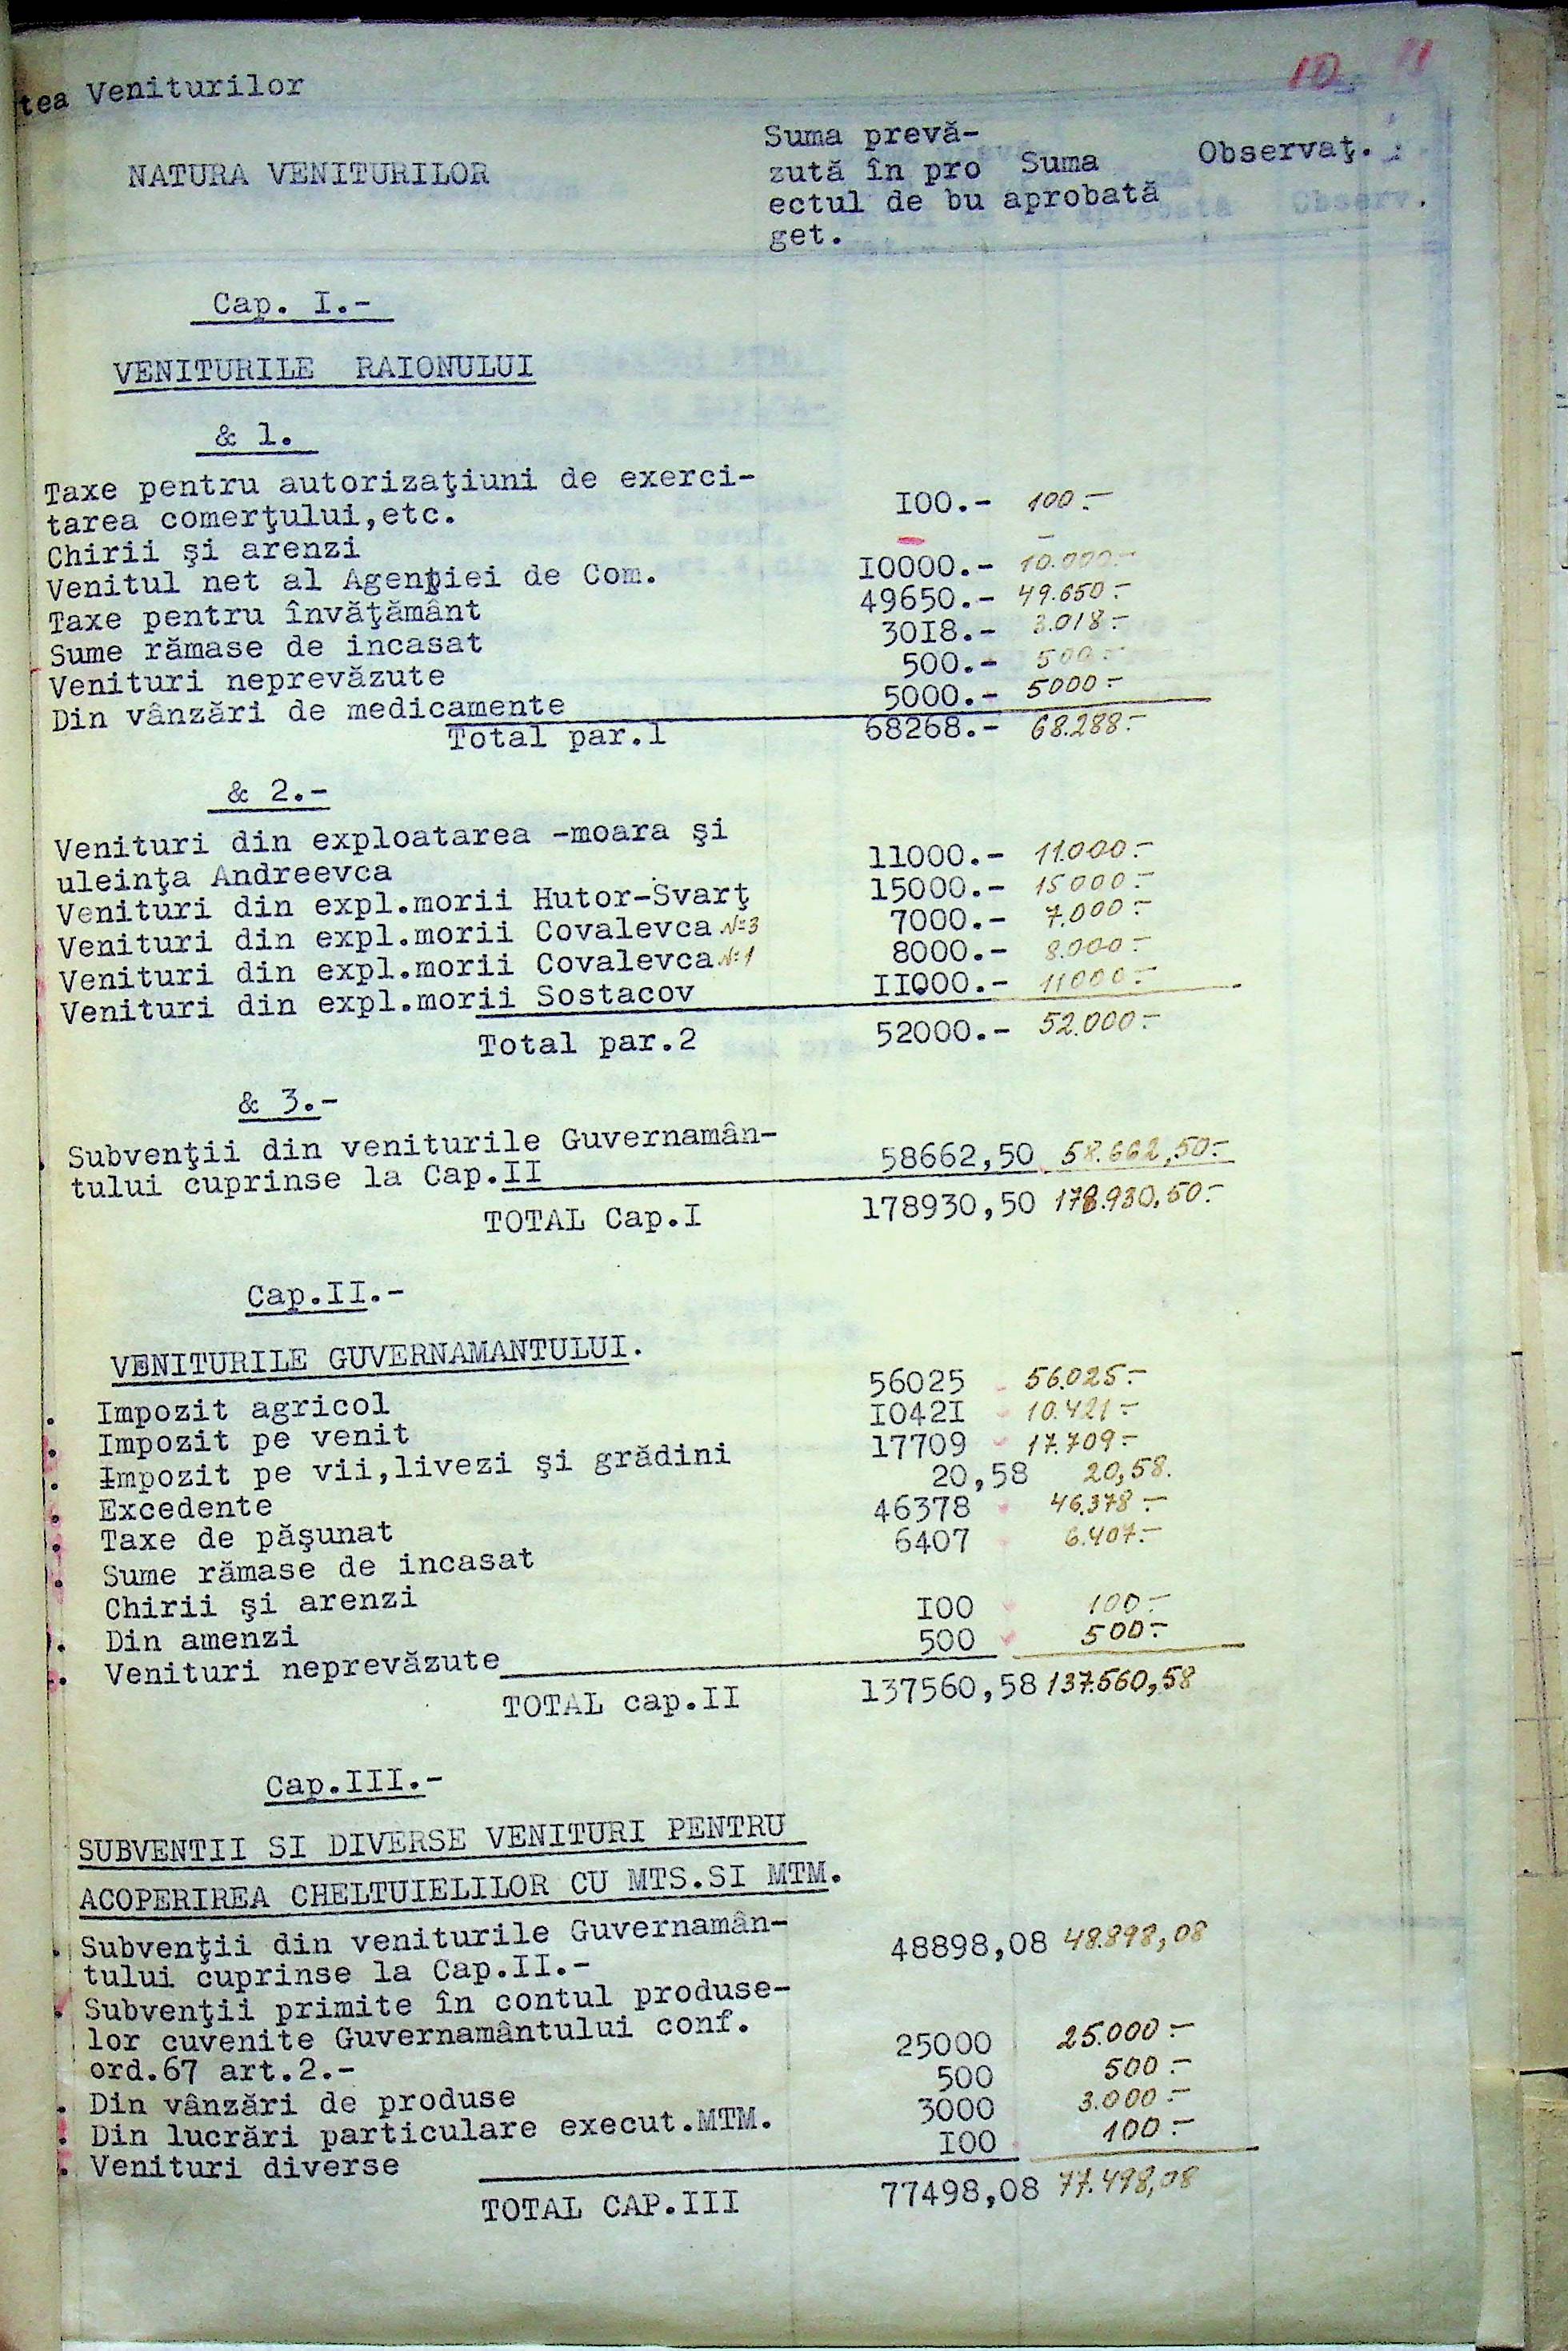 tea Veniturilor
10 11
NATURA VENITURILOR
Suma prevă-
zută în pro
ectul de bu
get.
Suma
aprobată
Observaţ.
Cap. I.-
VENITURILE RAIONULUI
& 1.
Taxe pentru autorizaţiuni de exerci-
tarea comerţului,etc. I00.- 100.-
Chirii şi arenzi - -
Venitul net al Agenţiei de Com. I0000.- 10.000.-
Taxe pentru învăţământ 49650.- 49.650.-
Sume rămase de incasat 30I8.- 3.018.-
Venituri neprevăzute 500.- 500.-
Din vânzări de medicamente 5000.- 5000.-
Total par.1 68268.- 68.288.-
& 2.-
Venituri din exploatarea -moara şi
uleinţa Andreevca 11000.- 11.000.-
Venituri din expl.morii Hutor-Svarţ 15000.- 15000.-
Venituri din expl.morii Covalevca N=3 7000.- 7.000.-
Venituri din expl.morii Covalevca N=1 8000.- 8.000.-
Venituri din expl.morii Sostacov II000.- 11000.-
Total par.2 52000.- 52.000.-
& 3.-
Subvenţii din veniturile Guvernamân-
tului cuprinse la Cap.II 58662,50 58.662,50.-
TOTAL Cap.I 178930,50 178.930,50.-
Cap.II.-
VENITURILE GUVERNAMANTULUI.
. Impozit agricol 56025 56.025.-
. Impozit pe venit I042I 10.421.-
. Impozit pe vii,livezi şi grădini 17709 17.709.-
. Excedente 20,58 20,58.
. Taxe de păşunat 46378 46.378.-
. Sume rămase de incasat 6407 6.407.-
Chirii şi arenzi
. Din amenzi I00 100.-
. Venituri neprevăzute 500 500.-
TOTAL cap.II 137560,58 137.560,58
Cap.III.-
SUBVENTII SI DIVERSE VENITURI PENTRU
ACOPERIREA CHELTUIELILOR CU MTS.SI MTM.
. Subvenţii din veniturile Guvernamân-
tului cuprinse la Cap.II.- 48898,08 48.898,08
. Subvenţii primite în contul produse-
lor cuvenite Guvernamântului conf.
ord.67 art.2.- 25000 25.000.-
. Din vânzări de produse 500 500.-
. Din lucrări particulare execut.MTM. 3000 3.000.-
. Venituri diverse I00 100.-
TOTAL CAP.III 77498,08 77.498,08